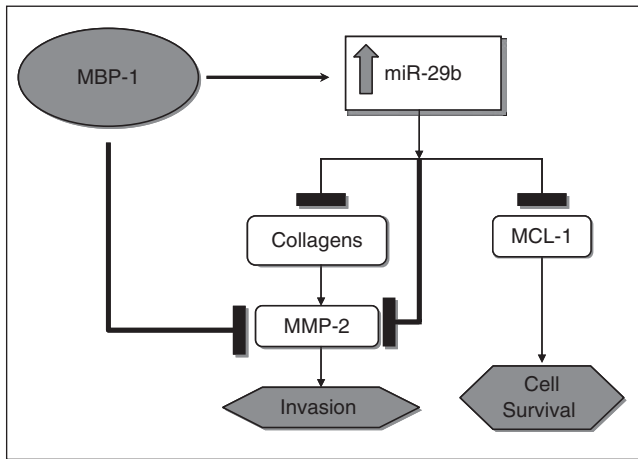 MBP-1
miR-29b
Collagens
MCL-1
MMP-2
Invasion
Cell
Survival